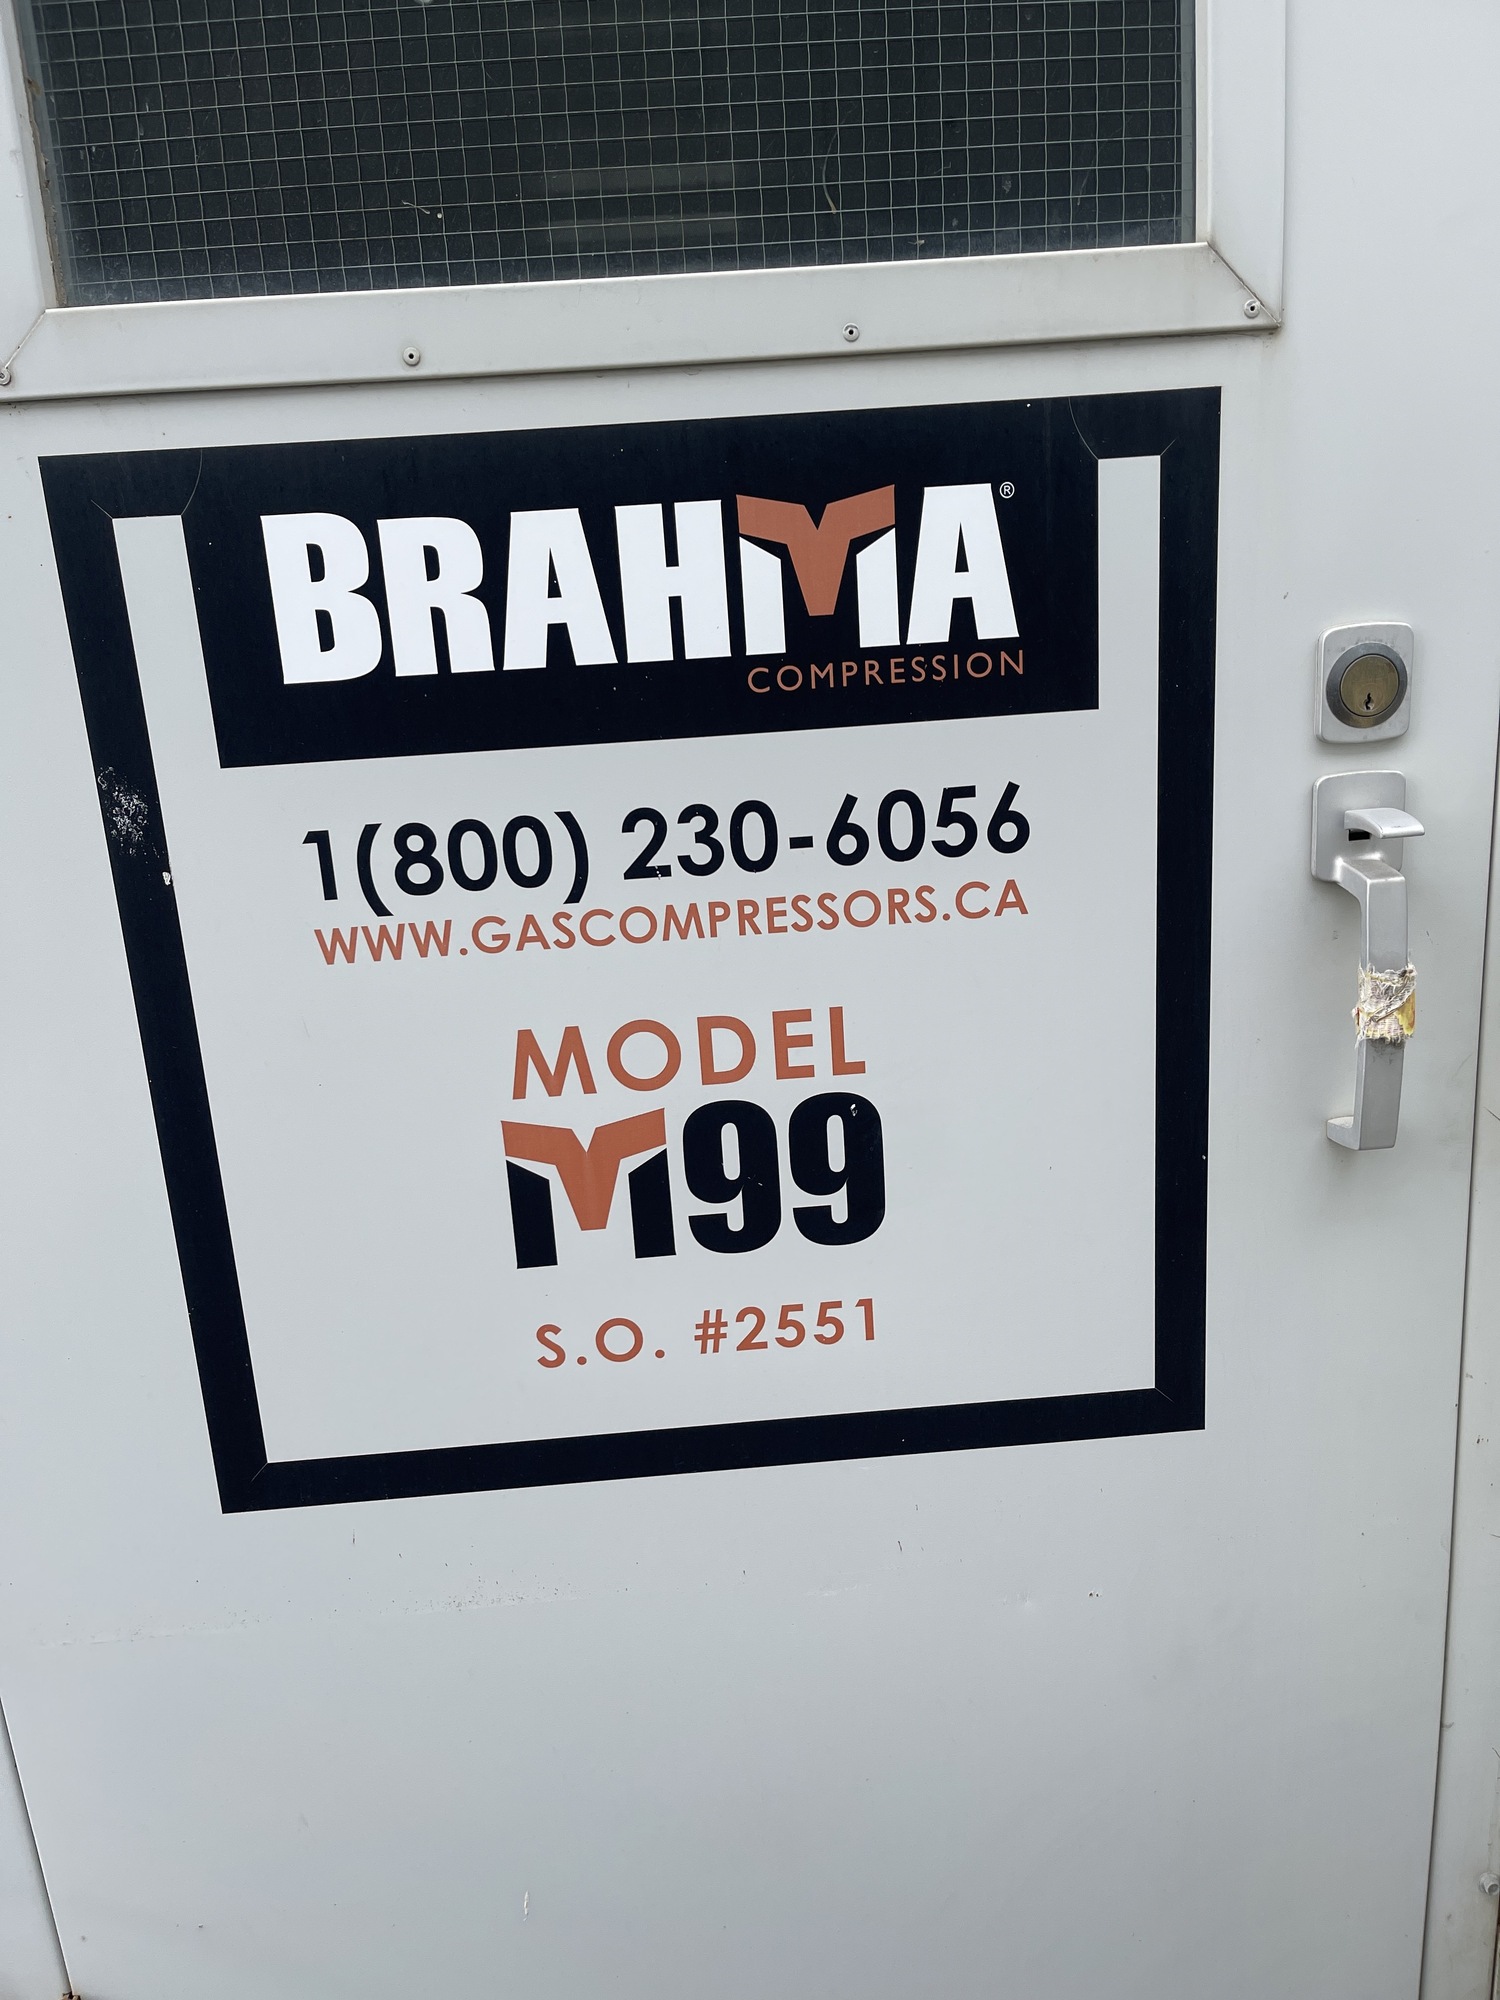 BRAHMA®
COMPRESSION
1(800) 230-6056
WWW.GASCOMPRESSORS.CA
MODEL
M99
S.O. #2551